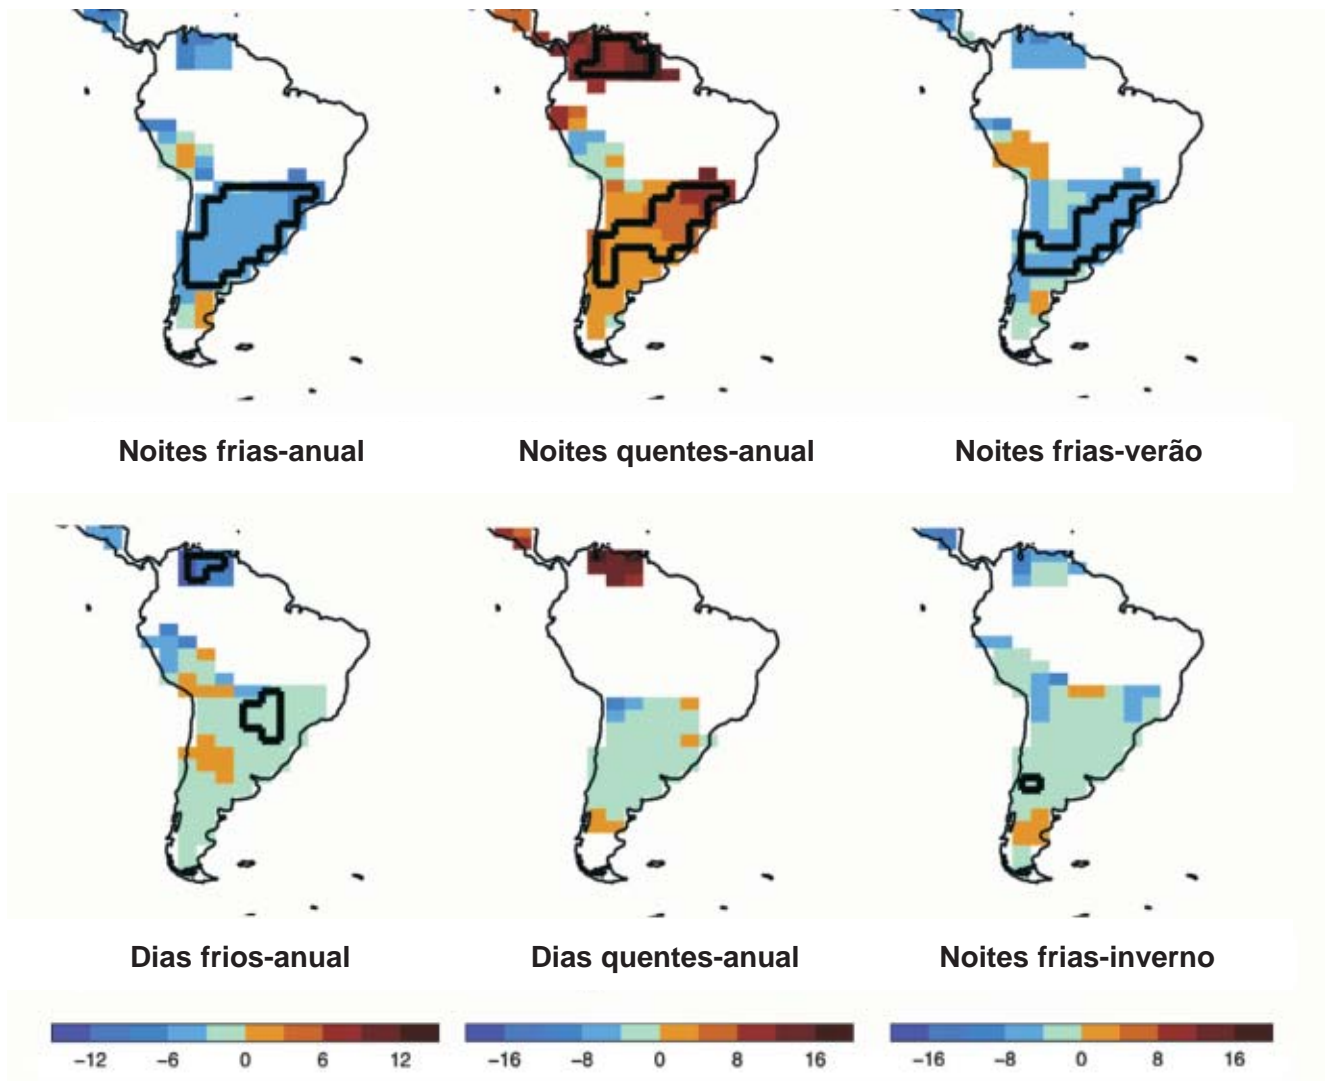 Noites frias-anual Noites quentes-anual Noites frias-verão
Dias frios-anual Dias quentes-anual Noites frias-inverno
−12 −6 0 6 12 −16 −8 0 8 16 −16 −8 0 8 16